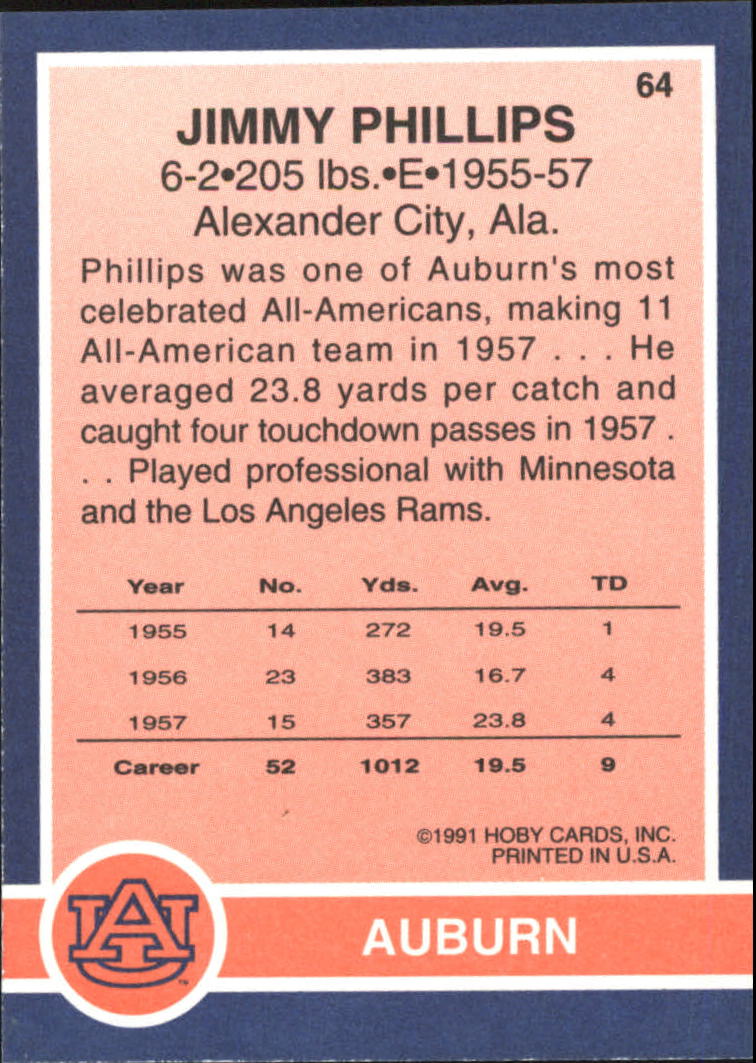 64
JIMMY PHILLIPS
6-2•205 lbs.•E•1955-57
Alexander City, Ala.
Phillips was one of Auburn's most
celebrated All-Americans, making 11
All-American team in 1957 . . . He
averaged 23.8 yards per catch and
caught four touchdown passes in 1957 .
. . Played professional with Minnesota
and the Los Angeles Rams.
Year No. Yds. Avg. TD
1955 14 272 19.5 1
1956 23 383 16.7 4
1957 15 357 23.8 4
Career 52 1012 19.5 9
©1991 HOBY CARDS, INC.
PRINTED IN U.S.A.
AU™
AUBURN